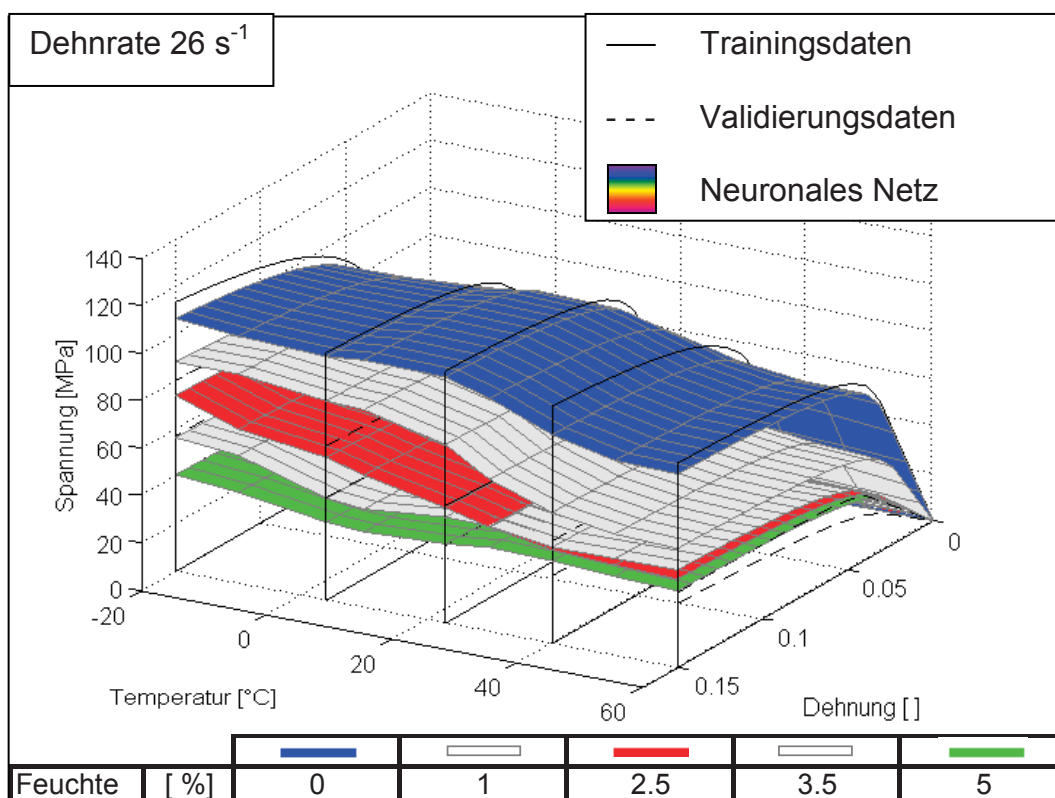 Dehnrate 26 s⁻¹
Trainingsdaten
Validierungsdaten
Neuronales Netz
140
120
100
80
60
40
20
0
Spannung [MPa]
-20
0
20
40
60
Temperatur [°C]
0
0.05
0.1
0.15
Dehnung [ ]
Feuchte [ %] 0 1 2.5 3.5 5